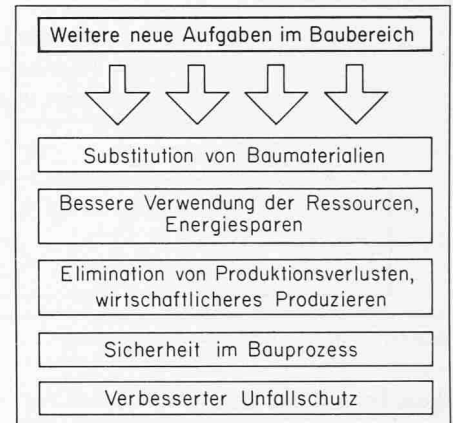 Weitere neue Aufgaben im Baubereich
Substitution von Baumaterialien
Bessere Verwendung der Ressourcen,
Energiesparen
Elimination von Produktionsverlusten,
wirtschaftlicheres Produzieren
Sicherheit im Bauprozess
Verbesserter Unfallschutz